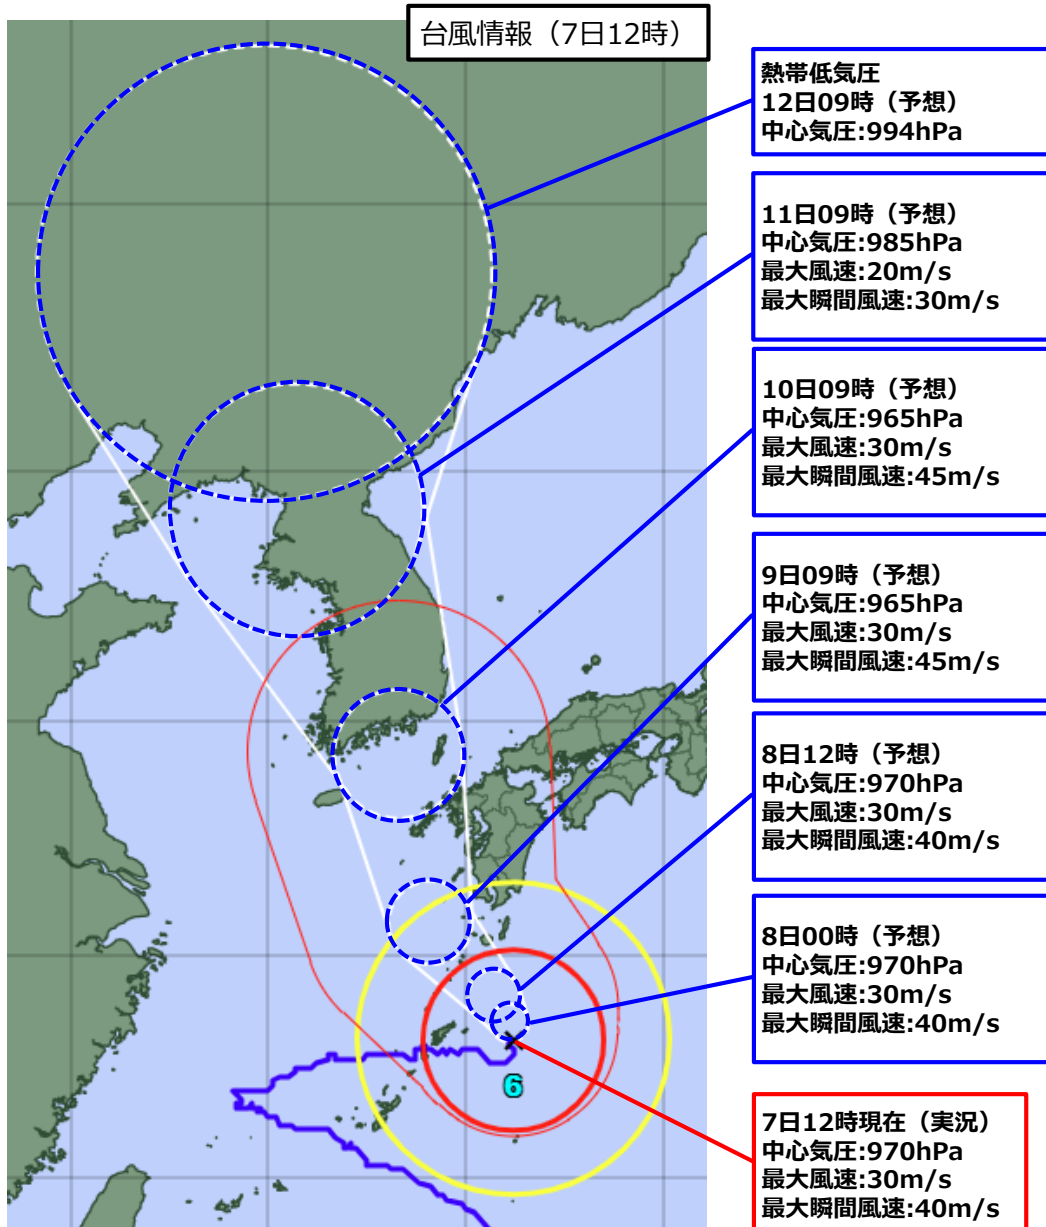 台風情報（7日12時）
熱帯低気圧
12日09時（予想）
中心気圧:994hPa
11日09時（予想）
中心気圧:985hPa
最大風速:20m/s
最大瞬間風速:30m/s
10日09時（予想）
中心気圧:965hPa
最大風速:30m/s
最大瞬間風速:45m/s
9日09時（予想）
中心気圧:965hPa
最大風速:30m/s
最大瞬間風速:45m/s
8日12時（予想）
中心気圧:970hPa
最大風速:30m/s
最大瞬間風速:40m/s
8日00時（予想）
中心気圧:970hPa
最大風速:30m/s
最大瞬間風速:40m/s
6
7日12時現在（実況）
中心気圧:970hPa
最大風速:30m/s
最大瞬間風速:40m/s